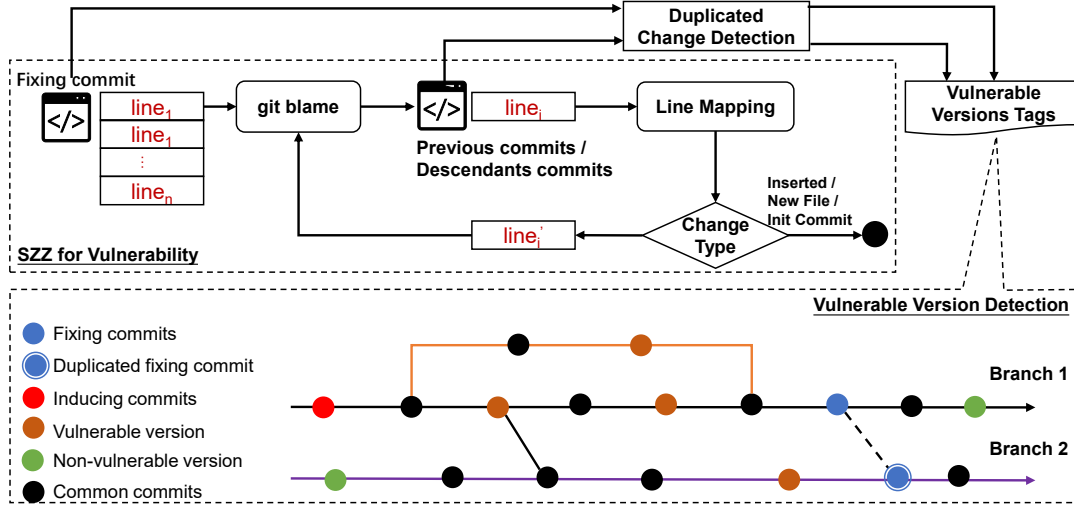 Duplicated
Change Detection
Fixing commit
</>
line1
line1
⋮
linen
git blame
</>
linei
Line Mapping
Vulnerable
Versions Tags
Previous commits /
Descendants commits
Inserted /
New File /
Init Commit
Change
Type
linei'
SZZ for Vulnerability
Vulnerable Version Detection
Fixing commits
Duplicated fixing commit
Inducing commits
Vulnerable version
Non-vulnerable version
Common commits
Branch 1
Branch 2